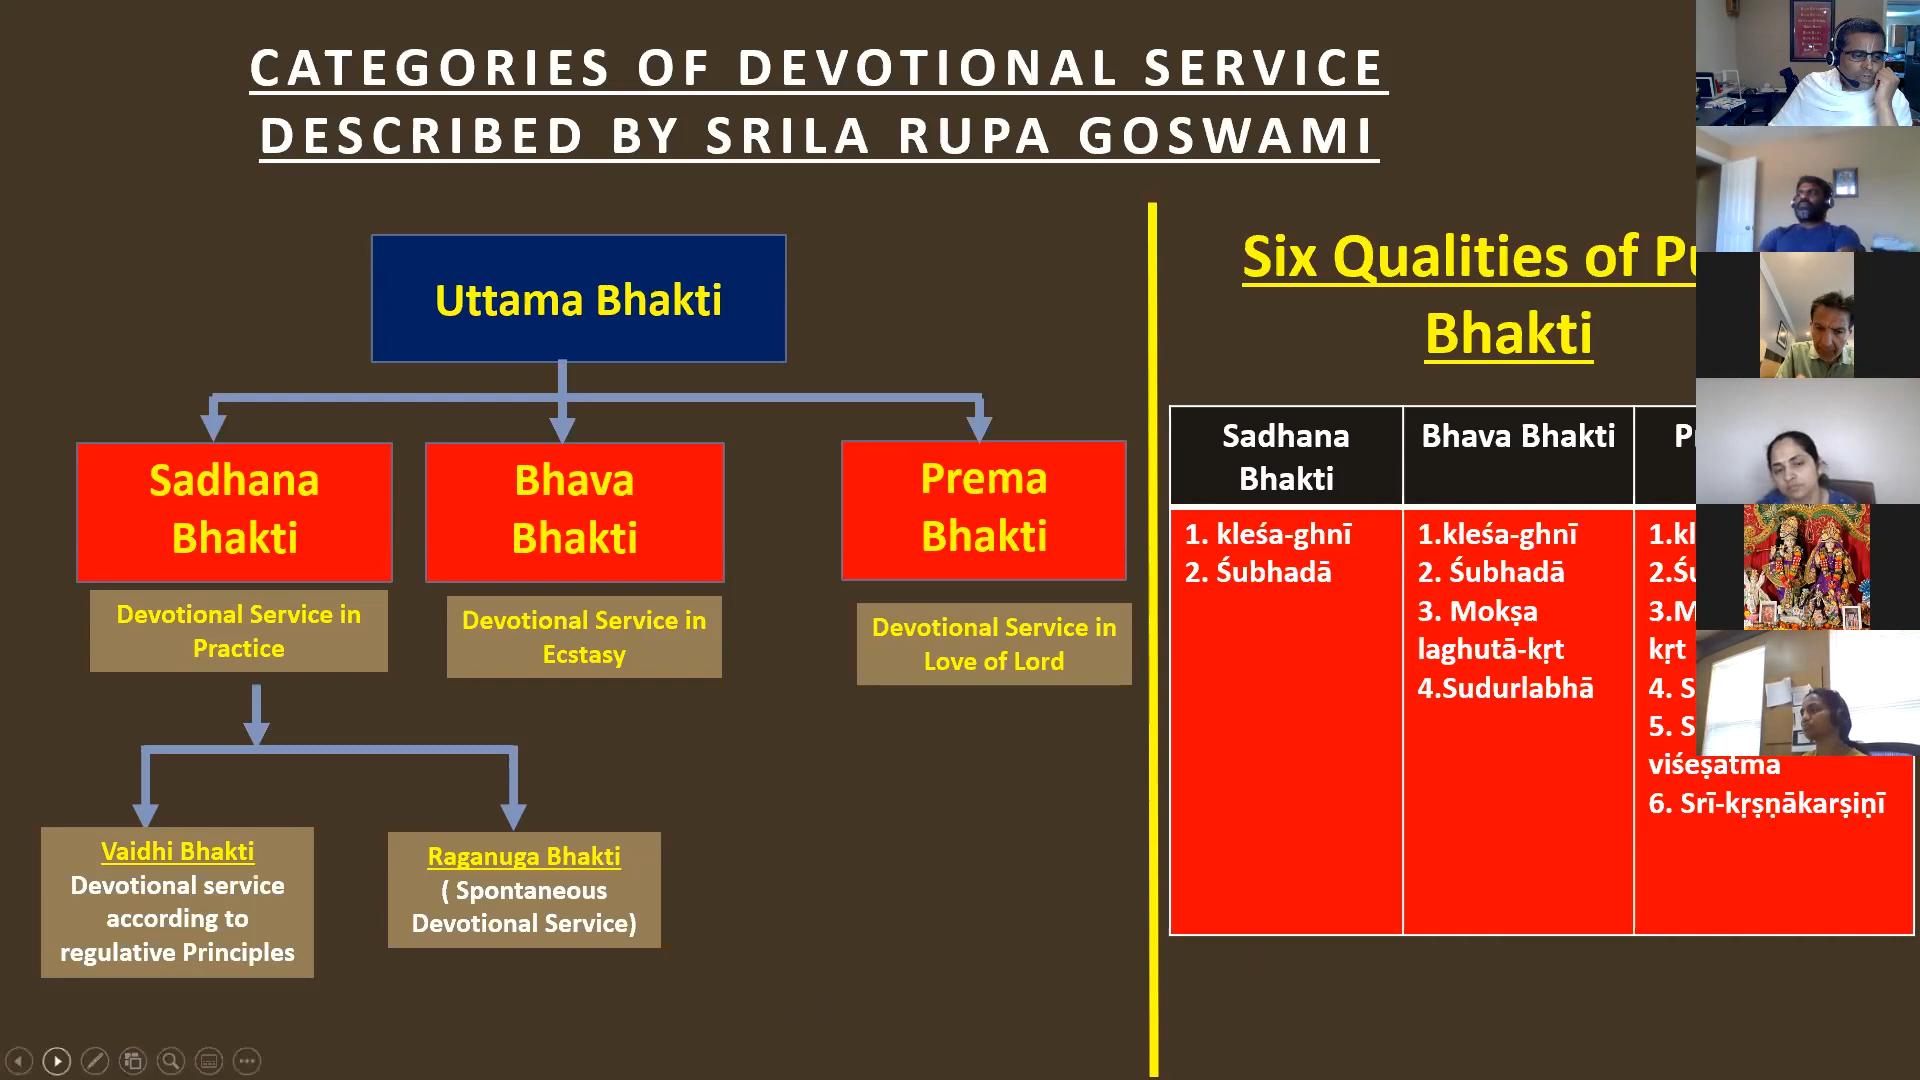 CATEGORIES OF DEVOTIONAL SERVICE
DESCRIBED BY SRILA RUPA GOSWAMI
Uttama Bhakti
Sadhana
Bhakti
Bhava
Bhakti
Prema
Bhakti
Devotional Service in
Practice
Devotional Service in
Ecstasy
Devotional Service in
Love of Lord
Vaidhi Bhakti
Devotional service
according to
regulative Principles
Raganuga Bhakti
( Spontaneous
Devotional Service)
Six Qualities of
Bhakti
Sadhana
Bhakti
Bhava Bhakti
1. kleśa-ghnī
2. Śubhadā
1.kleśa-ghnī
2. Śubhadā
3. Mokṣa
laghutā-kṛt
4.Sudurlabhā
1.
2.
3.
kṛt
4.
5.
viśeṣatma
6. Srī-kṛṣṇākarṣiṇī